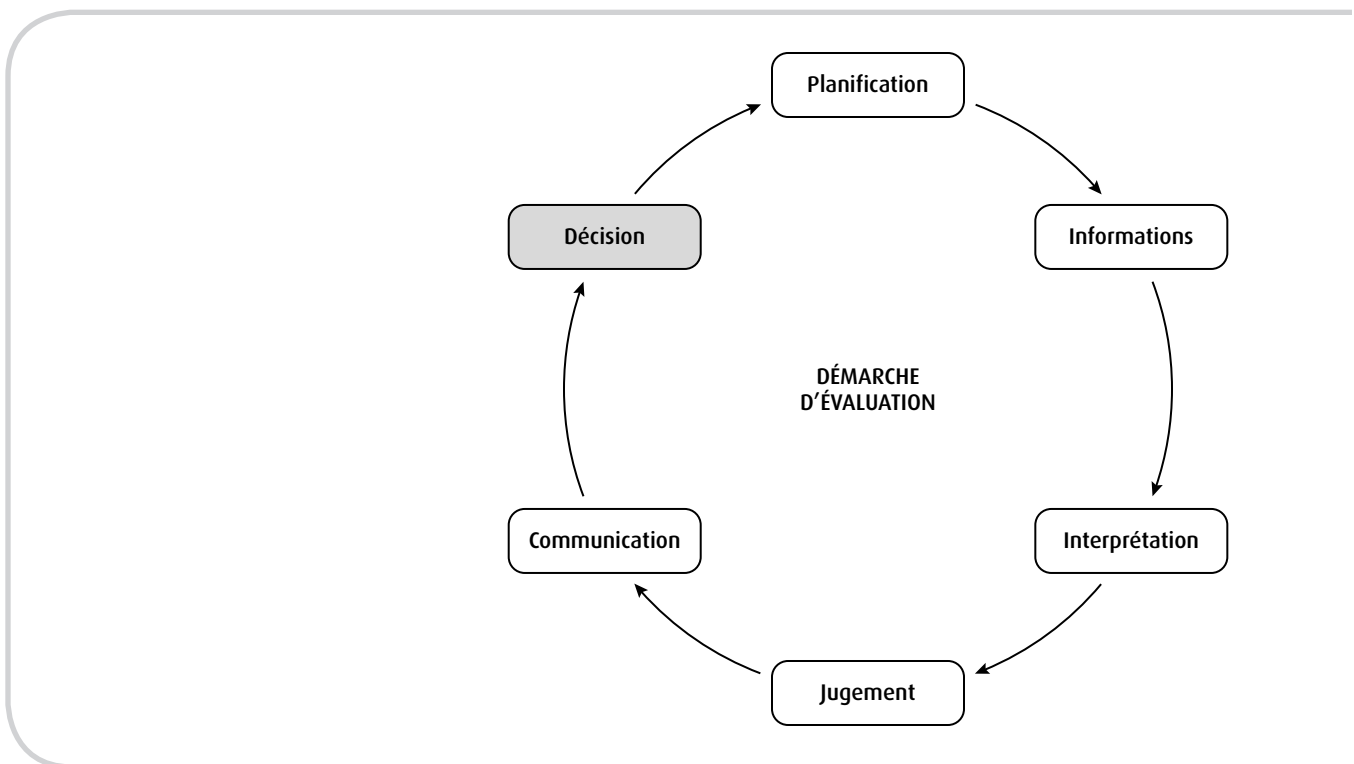 Planification
Décision
Informations
DÉMARCHE
D’ÉVALUATION
Communication
Interprétation
Jugement